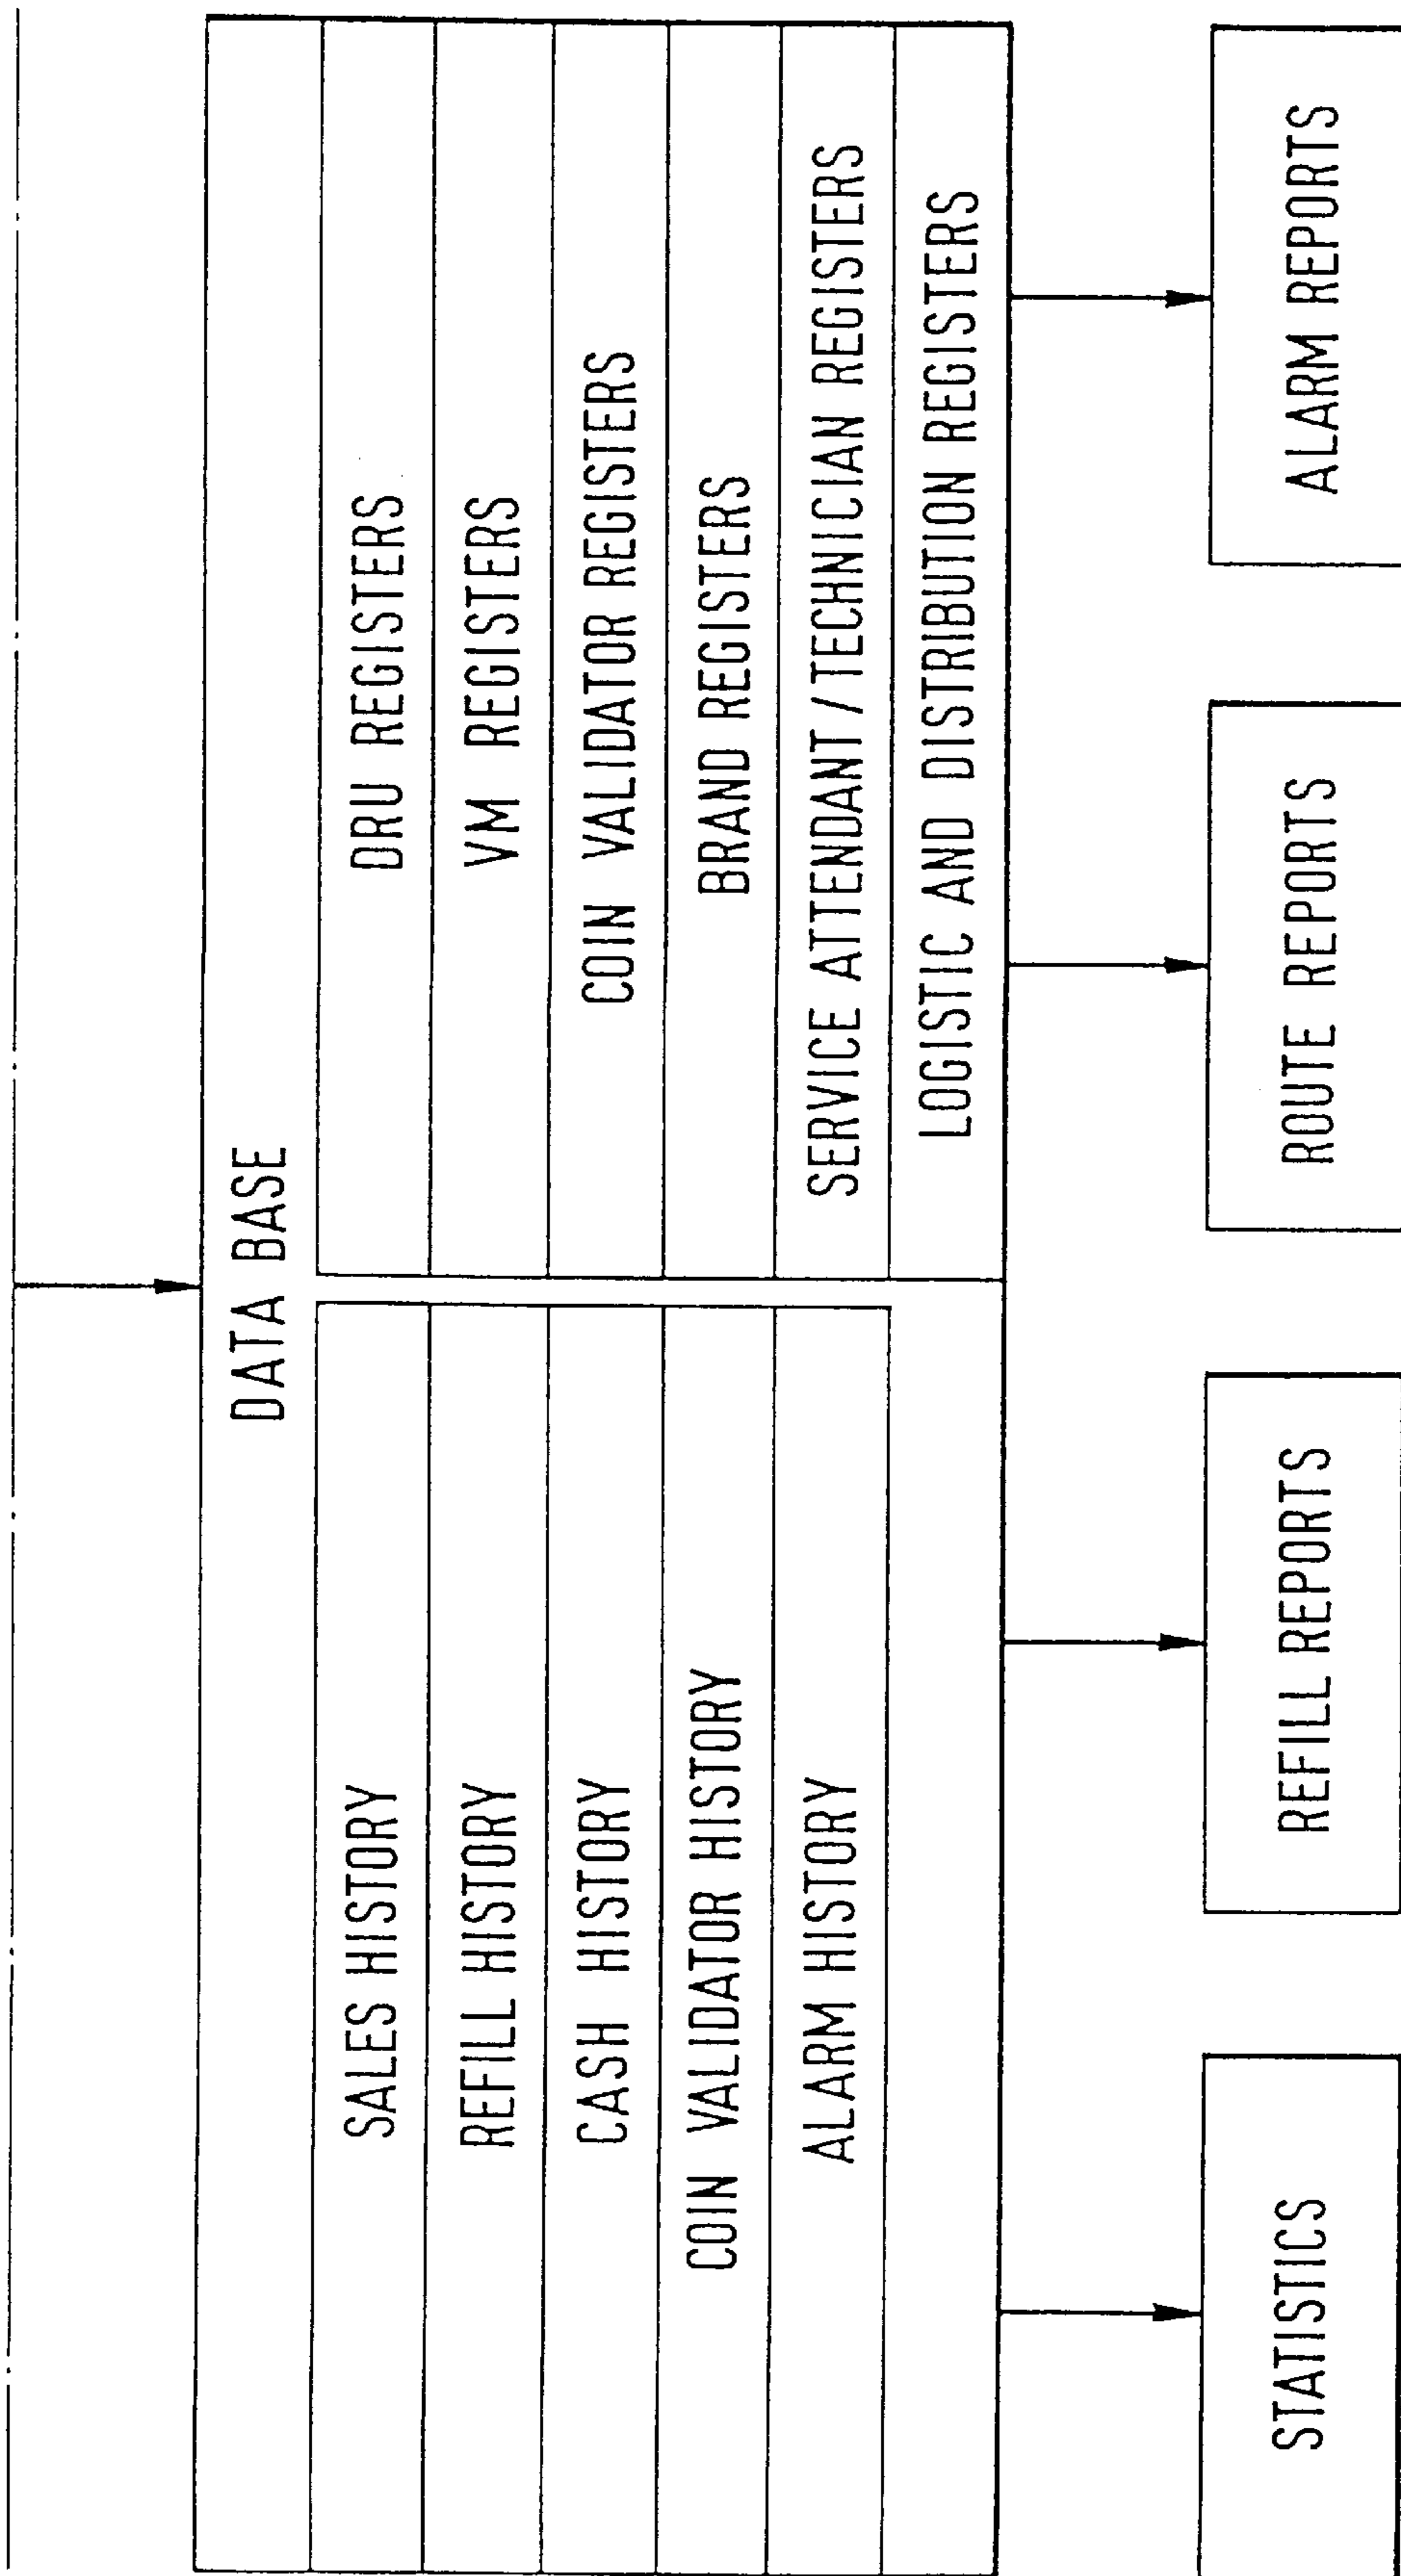 DATA BASE
SALES HISTORY
REFILL HISTORY
CASH HISTORY
COIN VALIDATOR HISTORY
ALARM HISTORY
DRU REGISTERS
VM REGISTERS
COIN VALIDATOR REGISTERS
BRAND REGISTERS
SERVICE ATTENDANT / TECHNICIAN REGISTERS
LOGISTIC AND DISTRIBUTION REGISTERS
STATISTICS
REFILL REPORTS
ROUTE REPORTS
ALARM REPORTS